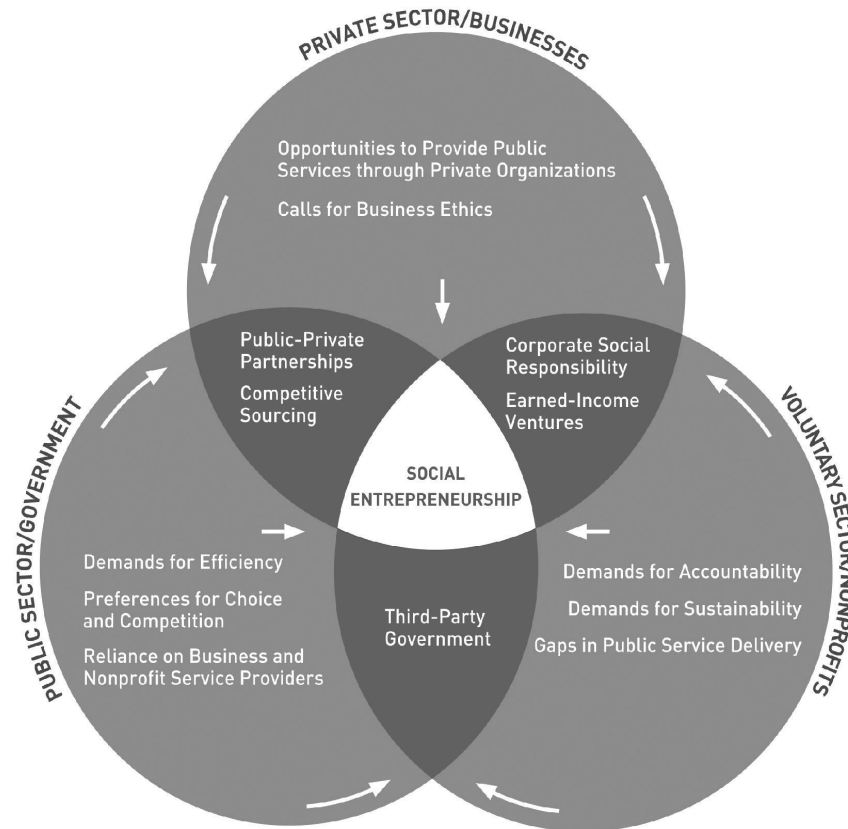 PRIVATE SECTOR/BUSINESSES
Opportunities to Provide Public
Services through Private Organizations
Calls for Business Ethics
Public-Private
Partnerships
Competitive
Sourcing
Corporate Social
Responsibility
Earned-Income
Ventures
SOCIAL
ENTREPRENEURSHIP
PUBLIC SECTOR/GOVERNMENT
Demands for Efficiency
Preferences for Choice
and Competition
Reliance on Business and
Nonprofit Service Providers
Third-Party
Government
VOLUNTARY SECTOR/NONPROFITS
Demands for Accountability
Demands for Sustainability
Gaps in Public Service Delivery